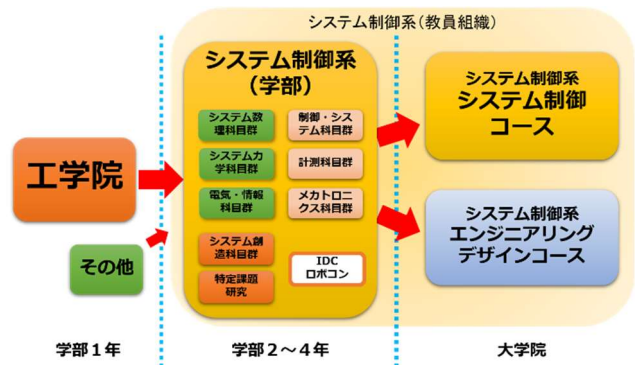 システム制御系（教員組織）
システム制御系
（学部）
システム数
理科目群
制御・シス
テム科目群
システム力
学科目群
計測科目群
電気・情報
科目群
メカトロニ
クス科目群
システム創
造科目群
特定課題
研究
IDC
ロボコン
工学院
その他
システム制御系
システム制御
コース
システム制御系
エンジニアリング
デザインコース
学部１年
学部２～４年
大学院